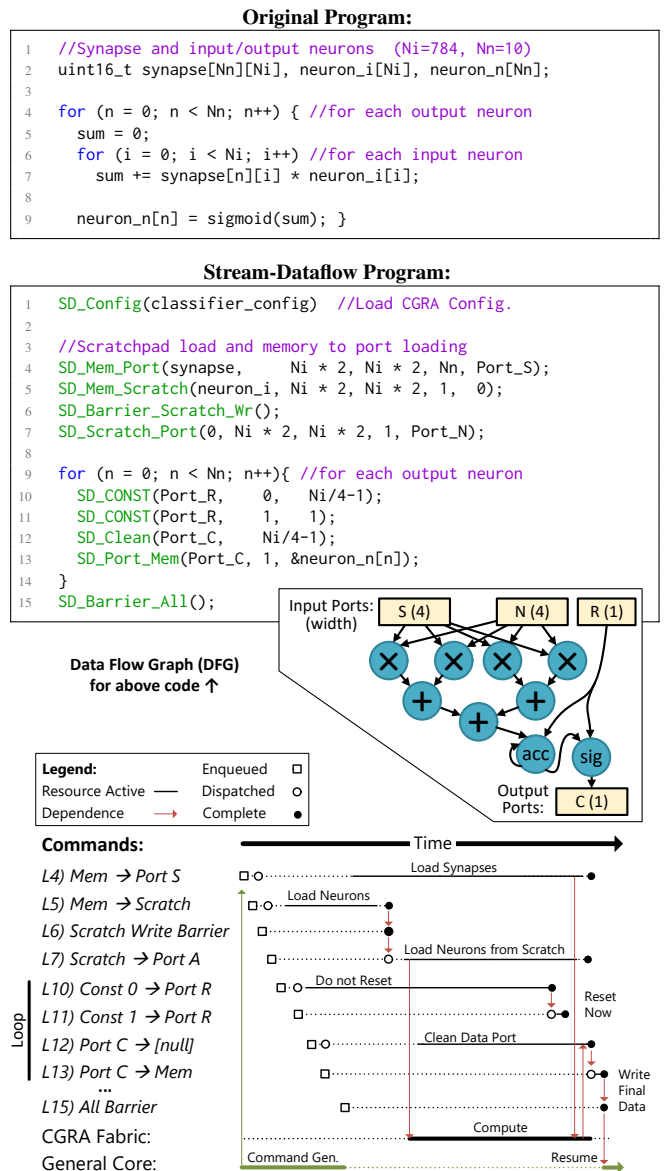 Original Program:
1 //Synapse and input/output neurons (Ni=784, Nn=10)
2 uint16_t synapse[Nn][Ni], neuron_i[Ni], neuron_n[Nn];
3
4 for (n = 0; n < Nn; n++) { //for each output neuron
5 sum = 0;
6 for (i = 0; i < Ni; i++) //for each input neuron
7 sum += synapse[n][i] * neuron_i[i];
8
9 neuron_n[n] = sigmoid(sum); }
Stream-Dataflow Program:
1 SD_Config(classifier_config) //Load CGRA Config.
2
3 //Scratchpad load and memory to port loading
4 SD_Mem_Port(synapse, Ni * 2, Ni * 2, Nn, Port_S);
5 SD_Mem_Scratch(neuron_i, Ni * 2, Ni * 2, 1, 0);
6 SD_Barrier_Scratch_Wr();
7 SD_Scratch_Port(0, Ni * 2, Ni * 2, 1, Port_N);
8
9 for (n = 0; n < Nn; n++){ //for each output neuron
10 SD_CONST(Port_R, 0, Ni/4-1);
11 SD_CONST(Port_R, 1, 1);
12 SD_Clean(Port_C, Ni/4-1);
13 SD_Port_Mem(Port_C, 1, &neuron_n[n]);
14 }
15 SD_Barrier_All();
Input Ports:
(width)
S (4) N (4) R (1)
Data Flow Graph (DFG)
for above code ↑
× × × ×
+ +
+
acc sig
Output
Ports:
C (1)
Legend:
Resource Active
Dependence
Enqueued
Dispatched
Complete
Commands: Time
L4) Mem → Port S Load Synapses
L5) Mem → Scratch Load Neurons
L6) Scratch Write Barrier
L7) Scratch → Port A Load Neurons from Scratch
Loop
L10) Const 0 → Port R Do not Reset
L11) Const 1 → Port R Reset
Now
L12) Port C → [null] Clean Data Port
L13) Port C → Mem Write
Final
Data
...
L15) All Barrier
CGRA Fabric: Compute
General Core: Command Gen. Resume